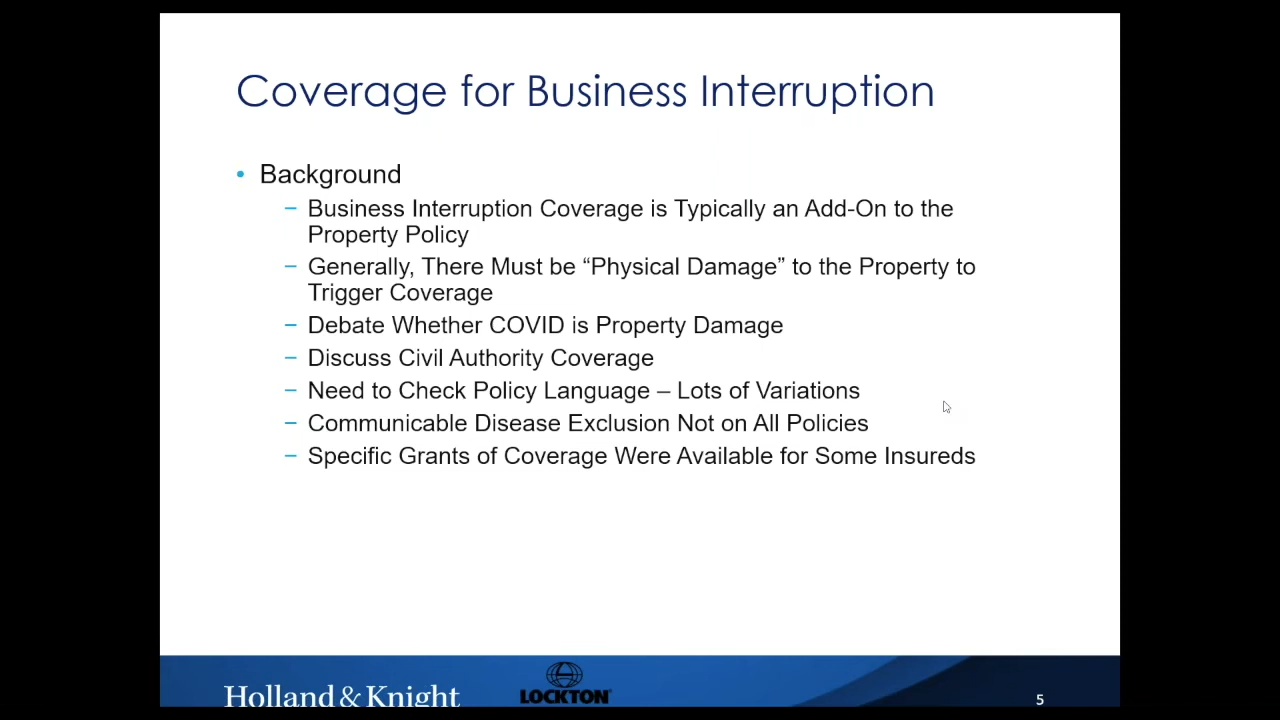 Coverage for Business Interruption
• Background
– Business Interruption Coverage is Typically an Add-On to the
Property Policy
– Generally, There Must be “Physical Damage” to the Property to
Trigger Coverage
– Debate Whether COVID is Property Damage
– Discuss Civil Authority Coverage
– Need to Check Policy Language – Lots of Variations
– Communicable Disease Exclusion Not on All Policies
– Specific Grants of Coverage Were Available for Some Insureds
Holland & Knight
LOCKTON
5